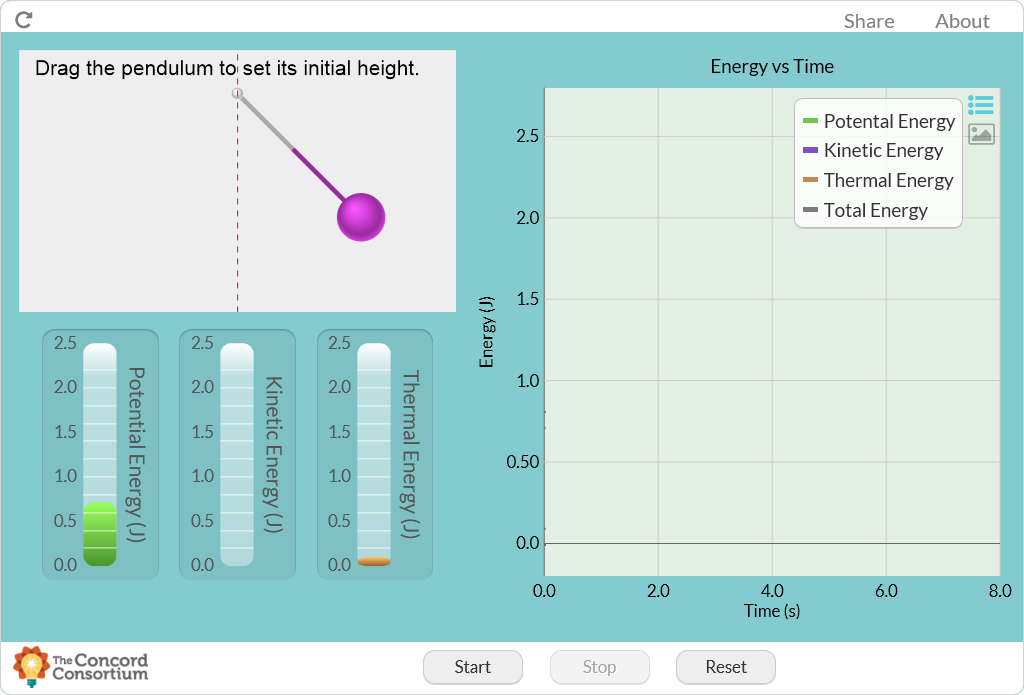 Share About
Drag the pendulum to set its initial height.
2.5
2.0
1.5
1.0
0.5
0.0
Potential Energy (J)
2.5
2.0
1.5
1.0
0.5
0.0
Kinetic Energy (J)
2.5
2.0
1.5
1.0
0.5
0.0
Thermal Energy (J)
Energy vs Time
Potental Energy
Kinetic Energy
Thermal Energy
Total Energy
Energy (J)
2.5
2.0
1.5
1.0
0.50
0.0
0.0 2.0 4.0 6.0 8.0
Time (s)
The Concord
Consortium
Start Stop Reset